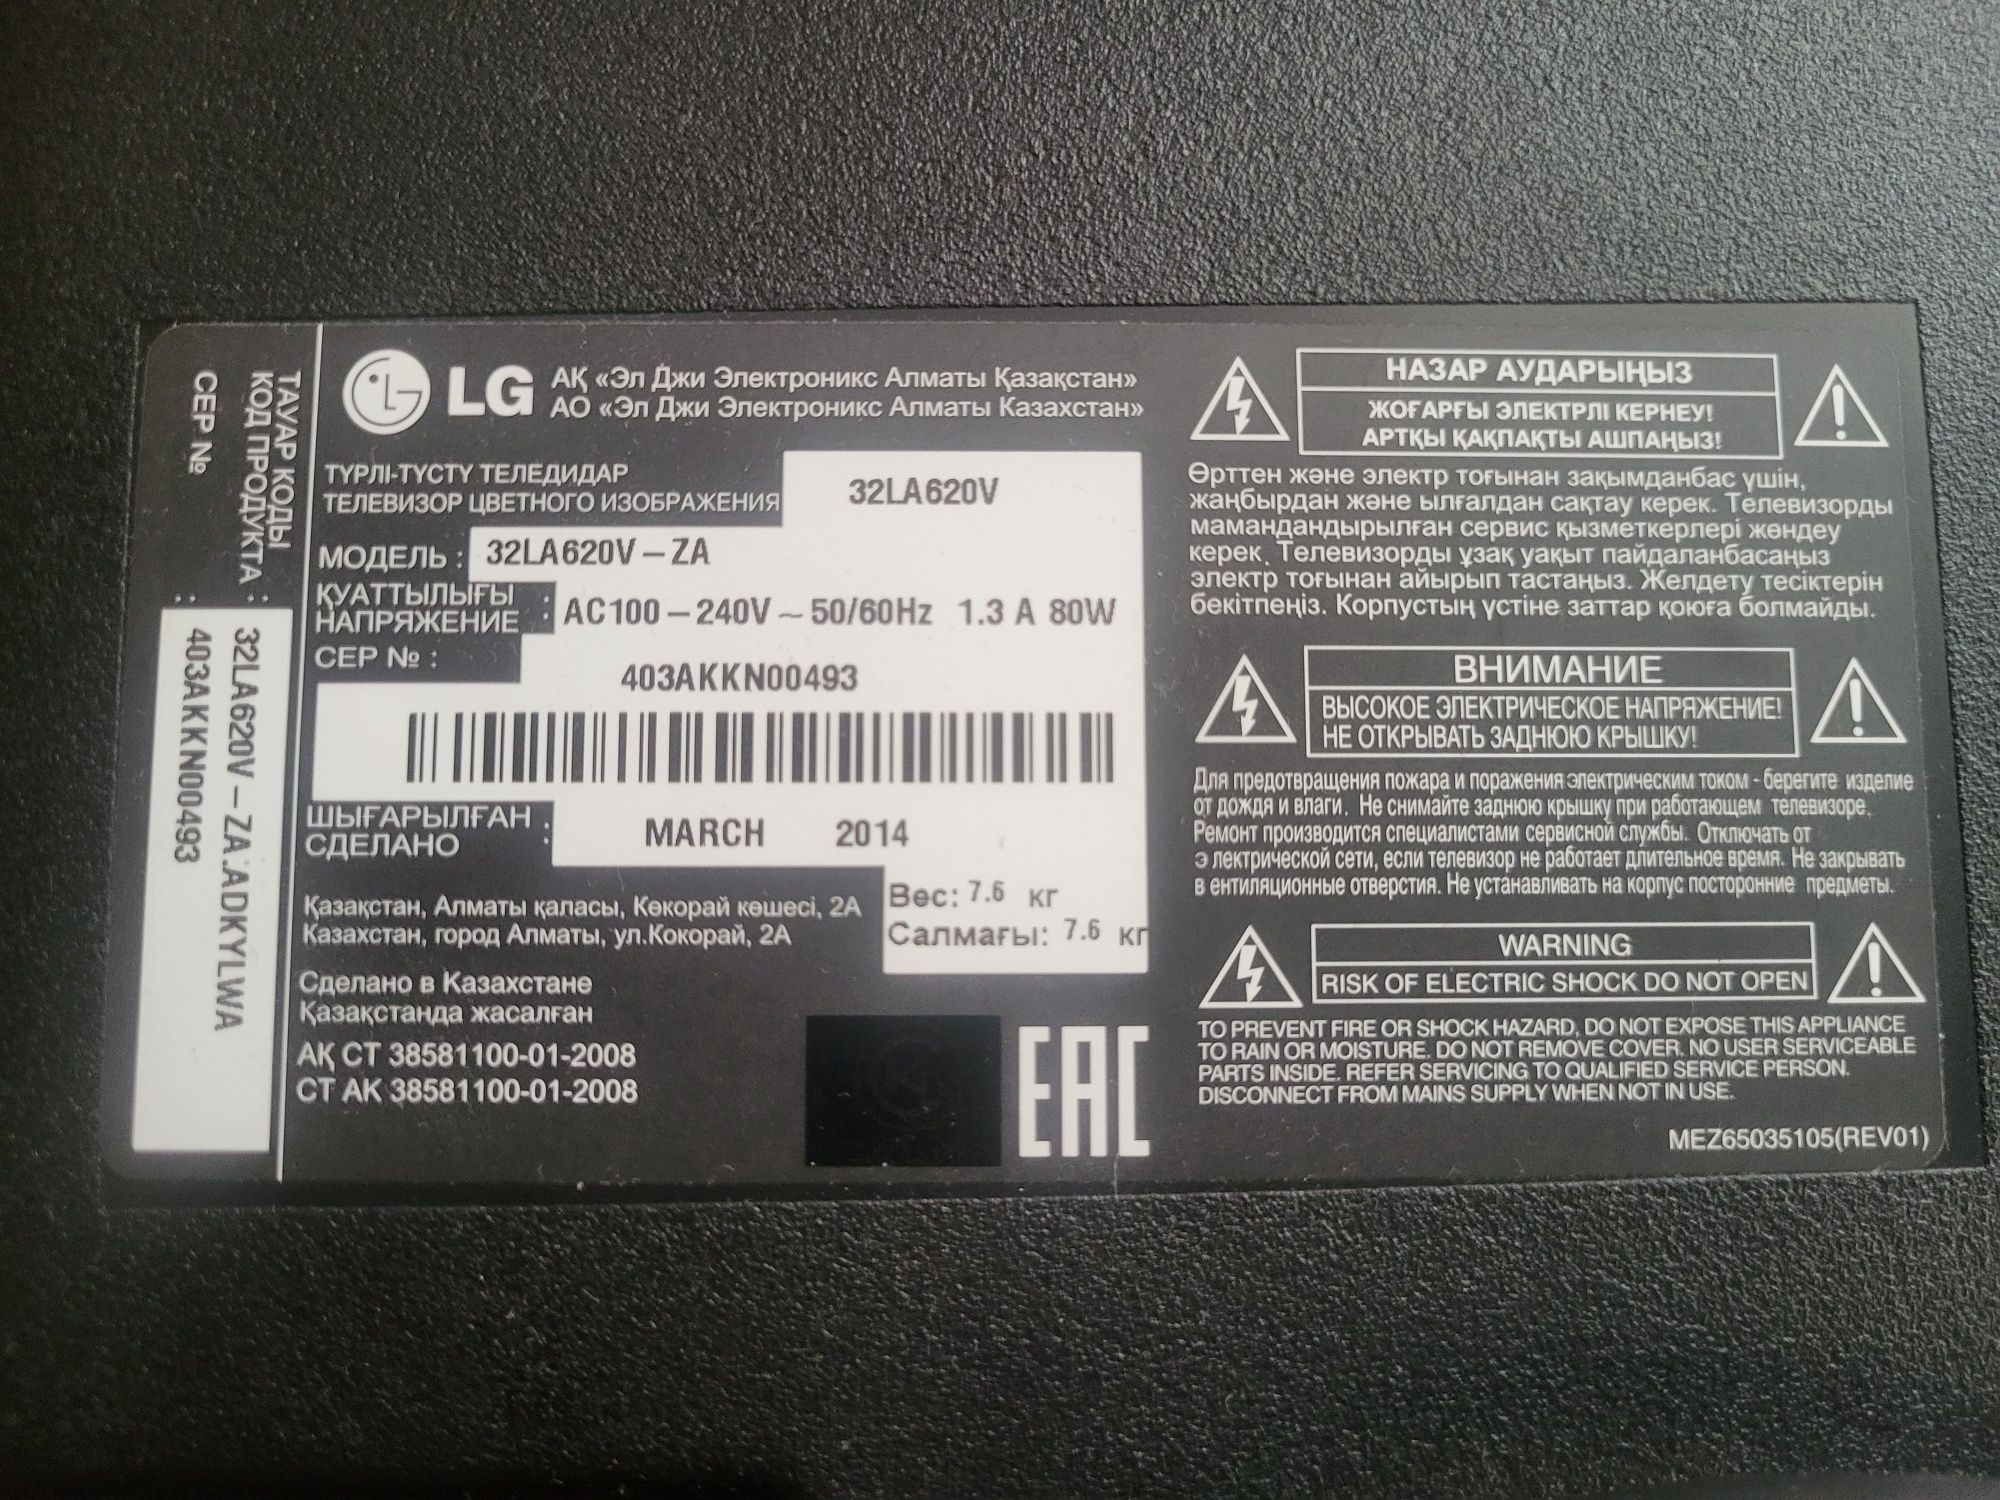 ТАУАР КОДЫ
КОД ПРОДУКТА : 32LA620V-ZA.ADKYLWA
СЕР № : 403AKKN00493
LG
АҚ «Эл Джи Электроникс Алматы Қазақстан»
АО «Эл Джи Электроникс Алматы Казахстан»
ТҮРЛІ-ТҮСТҮ ТЕЛЕДИДАР
ТЕЛЕВИЗОР ЦВЕТНОГО ИЗОБРАЖЕНИЯ 32LA620V
МОДЕЛЬ : 32LA620V-ZA
ҚУАТТЫЛЫҒЫ
НАПРЯЖЕНИЕ : AC100-240V~50/60Hz 1.3 A 80W
СЕР № :
403AKKN00493
ШЫҒАРЫЛҒАН
СДЕЛАНО : MARCH 2014
Вес: 7.6 кг
Салмағы: 7.6 кг
Қазақстан, Алматы қаласы, Көкорай көшесі, 2А
Казахстан, город Алматы, ул.Кокорай, 2А
Сделано в Казахстане
Қазақстанда жасалған
АҚ СТ 38581100-01-2008
СТ АК 38581100-01-2008
EAC
НАЗАР АУДАРЫҢЫЗ
ЖОҒАРҒЫ ЭЛЕКТРЛІ КЕРНЕУ!
АРТҚЫ ҚАҚПАҚТЫ АШПАҢЫЗ!
Өрттен және электр тоғынан зақымданбас үшін,
жаңбырдан және ылғалдан сақтау керек. Телевизорды
мамандандырылған сервис қызметкерлері жөндеу
керек. Телевизорды ұзақ уақыт пайдаланбасаңыз
электр тоғынан айырып тастаңыз. Желдету тесіктерін
бекітпеңіз. Корпустың үстіне заттар қоюға болмайды.
ВНИМАНИЕ
ВЫСОКОЕ ЭЛЕКТРИЧЕСКОЕ НАПРЯЖЕНИЕ!
НЕ ОТКРЫВАТЬ ЗАДНЮЮ КРЫШКУ!
Для предотвращения пожара и поражения электрическим током - берегите изделие
от дождя и влаги. Не снимайте заднюю крышку при работающем телевизоре.
Ремонт производится специалистами сервисной службы. Отключать от
э лектрической сети, если телевизор не работает длительное время. Не закрывать
в ентиляционные отверстия. Не устанавливать на корпус посторонние предметы.
WARNING
RISK OF ELECTRIC SHOCK DO NOT OPEN
TO PREVENT FIRE OR SHOCK HAZARD, DO NOT EXPOSE THIS APPLIANCE
TO RAIN OR MOISTURE. DO NOT REMOVE COVER. NO USER SERVICEABLE
PARTS INSIDE. REFER SERVICING TO QUALIFIED SERVICE PERSON.
DISCONNECT FROM MAINS SUPPLY WHEN NOT IN USE.
MEZ65035105(REV01)